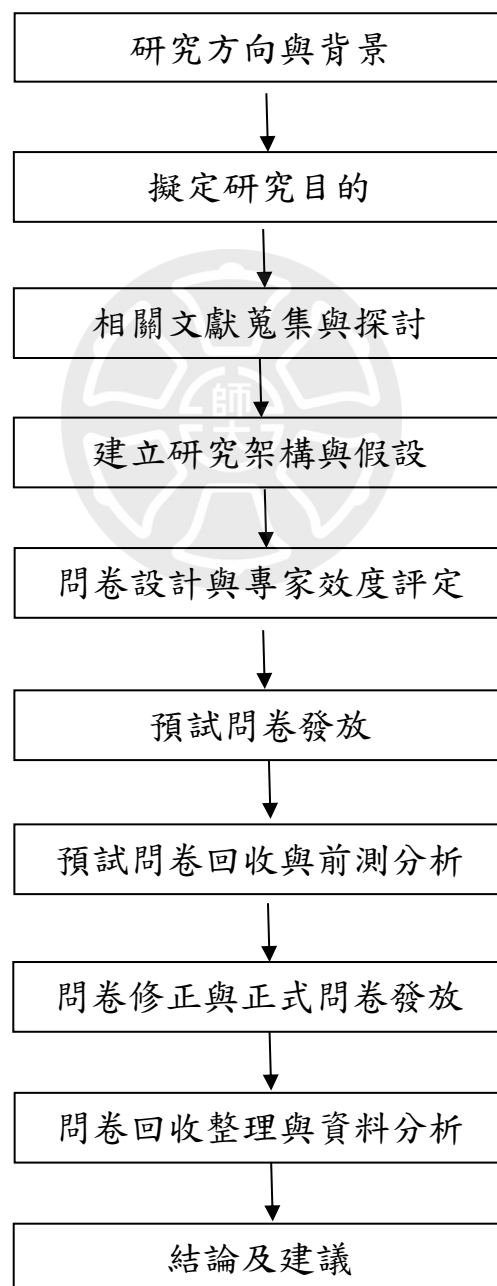 研究方向與背景
擬定研究目的
相關文獻蒐集與探討
師大
建立研究架構與假設
問卷設計與專家效度評定
預試問卷發放
預試問卷回收與前測分析
問卷修正與正式問卷發放
問卷回收整理與資料分析
結論及建議